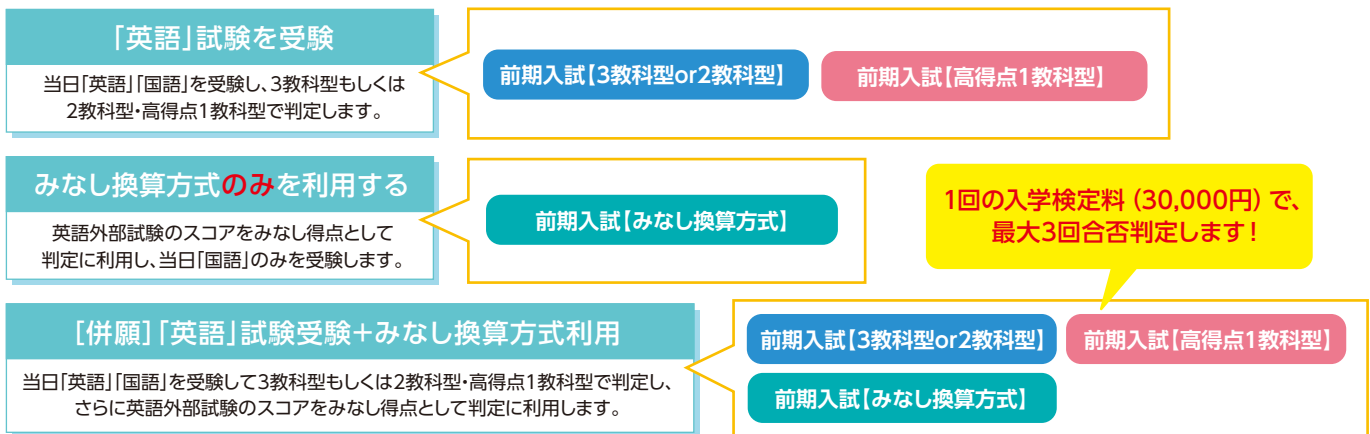 「英語」試験を受験
当日「英語」「国語」を受験し、3教科型もしくは
2教科型・高得点1教科型で判定します。
前期入試【3教科型or2教科型】
前期入試【高得点1教科型】
みなし換算方式のみを利用する
英語外部試験のスコアをみなし得点として
判定に利用し、当日「国語」のみを受験します。
前期入試【みなし換算方式】
1回の入学検定料（30,000円）で、
最大3回合否判定します！
［併願］「英語」試験受験＋みなし換算方式利用
当日「英語」「国語」を受験して3教科型もしくは2教科型・高得点1教科型で判定し、
さらに英語外部試験のスコアをみなし得点として判定に利用します。
前期入試【3教科型or2教科型】
前期入試【高得点1教科型】
前期入試【みなし換算方式】